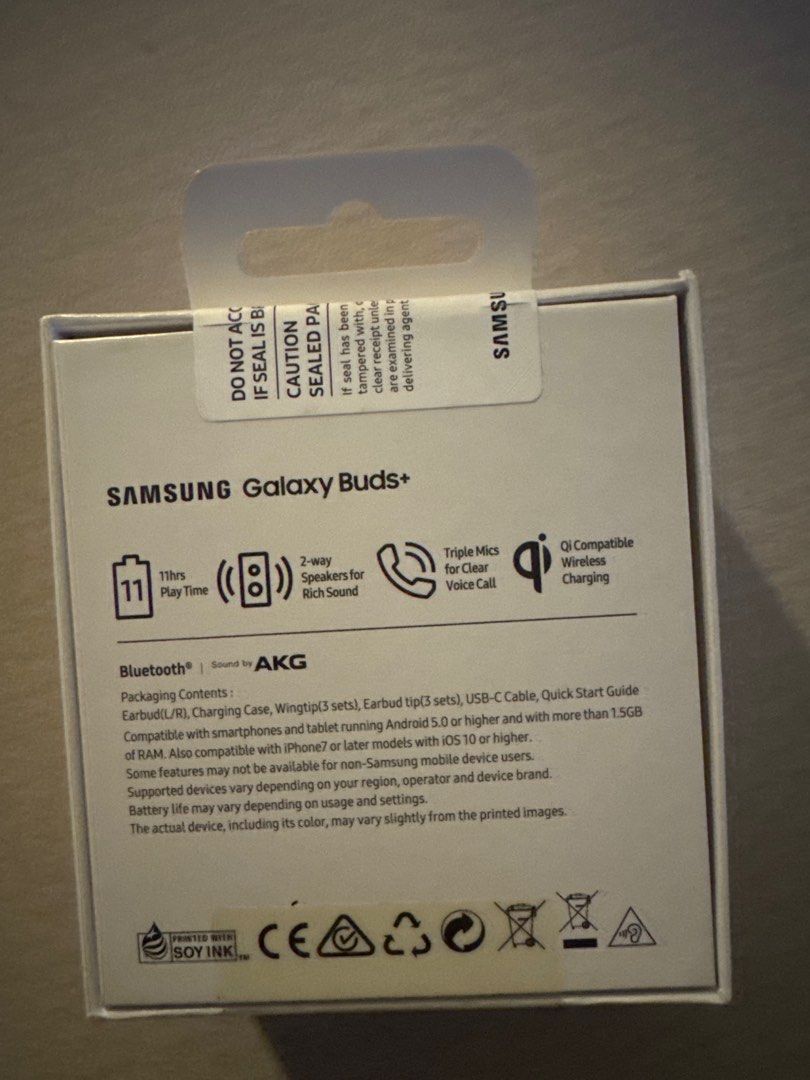 DO NOT ACC
IF SEAL IS B
CAUTION
SEALED PA
If seal has been
tampered with,
clear receipt unle
are examined in
delivering agent
SAMSU
SAMSUNG Galaxy Buds+
11
11hrs
Play Time
2-way
Speakers for
Rich Sound
Triple Mics
for Clear
Voice Call
Qi Compatible
Wireless
Charging
Bluetooth® | Sound by AKG
Packaging Contents :
Earbud(L/R), Charging Case, Wingtip(3 sets), Earbud tip(3 sets), USB-C Cable, Quick Start Guide
Compatible with smartphones and tablet running Android 5.0 or higher and with more than 1.5GB
of RAM. Also compatible with iPhone7 or later models with iOS 10 or higher.
Some features may not be available for non-Samsung mobile device users.
Supported devices vary depending on your region, operator and device brand.
Battery life may vary depending on usage and settings.
The actual device, including its color, may vary slightly from the printed images.
PRINTED WITH
SOY INK™
CE